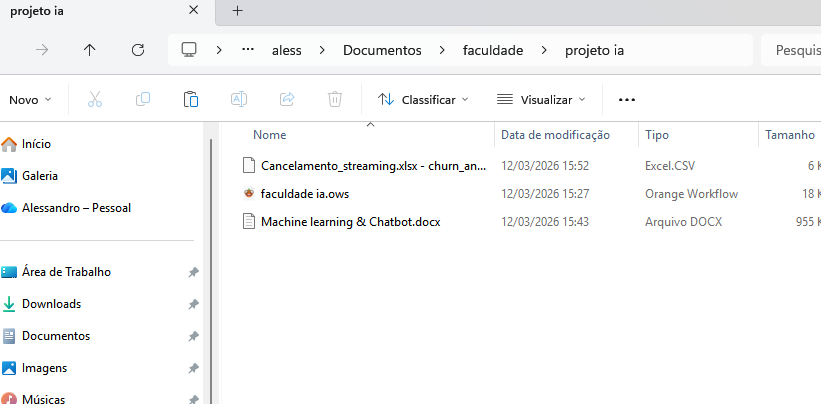 projeto ia
aless Documentos faculdade projeto ia Pesquis
Novo Classificar Visualizar
Nome Data de modificação Tipo Tamanho
Início
Cancelamento_streaming.xlsx - churn_an... 12/03/2026 15:52 Excel.CSV 6 K
Galeria
faculdade ia.ows 12/03/2026 15:27 Orange Workflow 18 K
Alessandro – Pessoal
Machine learning & Chatbot.docx 12/03/2026 15:43 Arquivo DOCX 955 K
Área de Trabalho
Downloads
Documentos
Imagens
Músicas